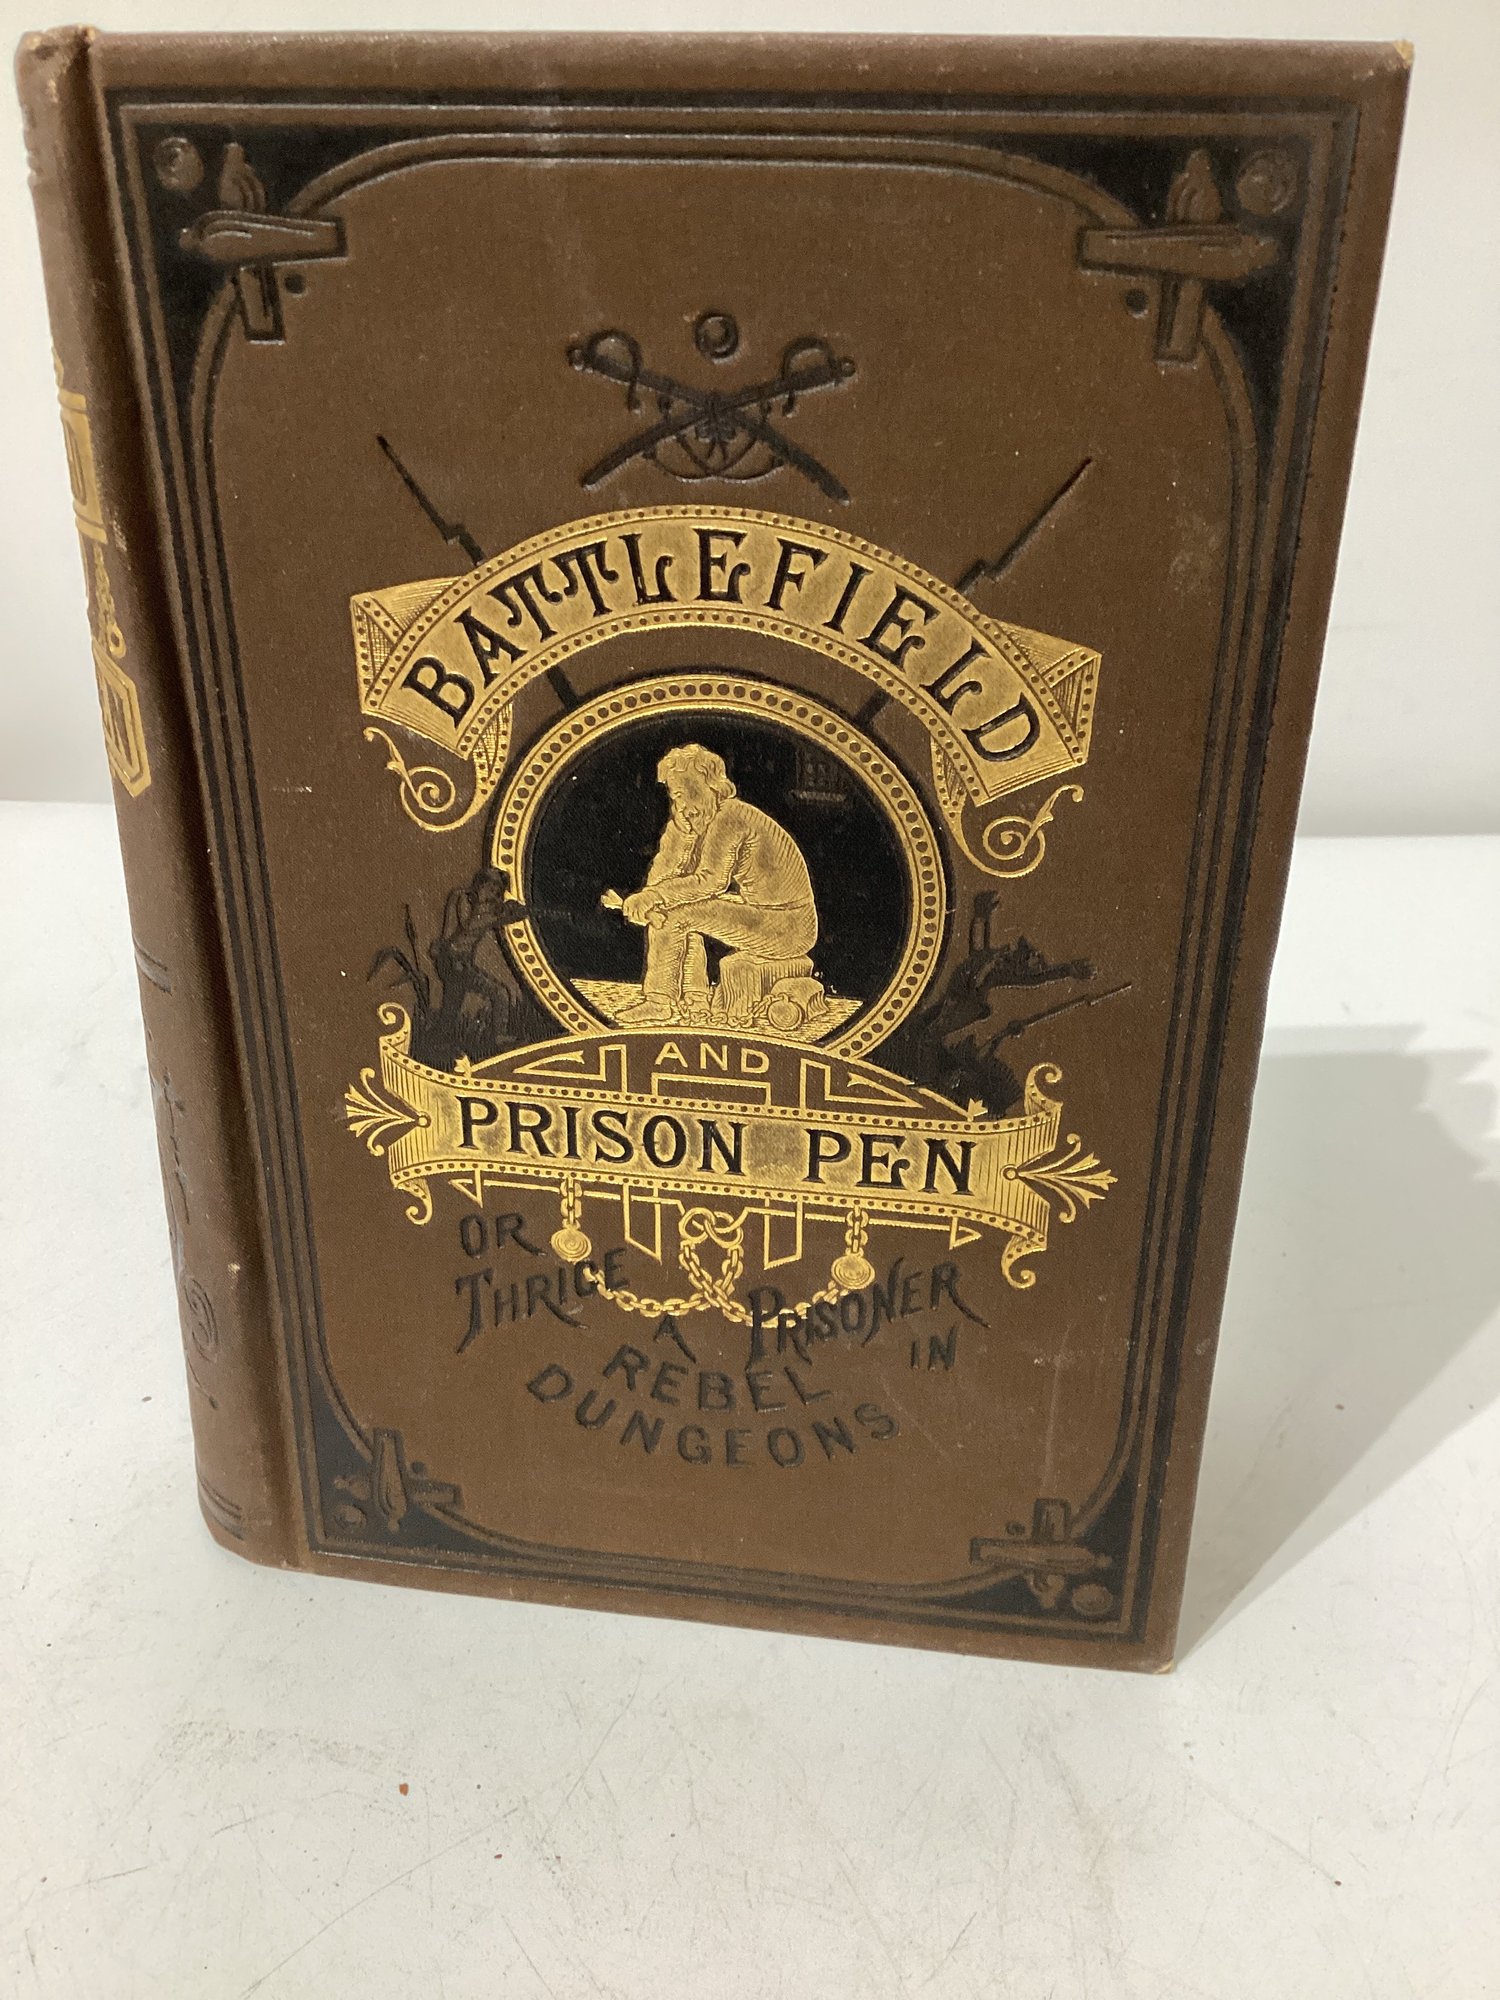 BATTLEFIELD
AND
PRISON PEN
OR
THRICE A PRISONER IN
REBEL
DUNGEONS